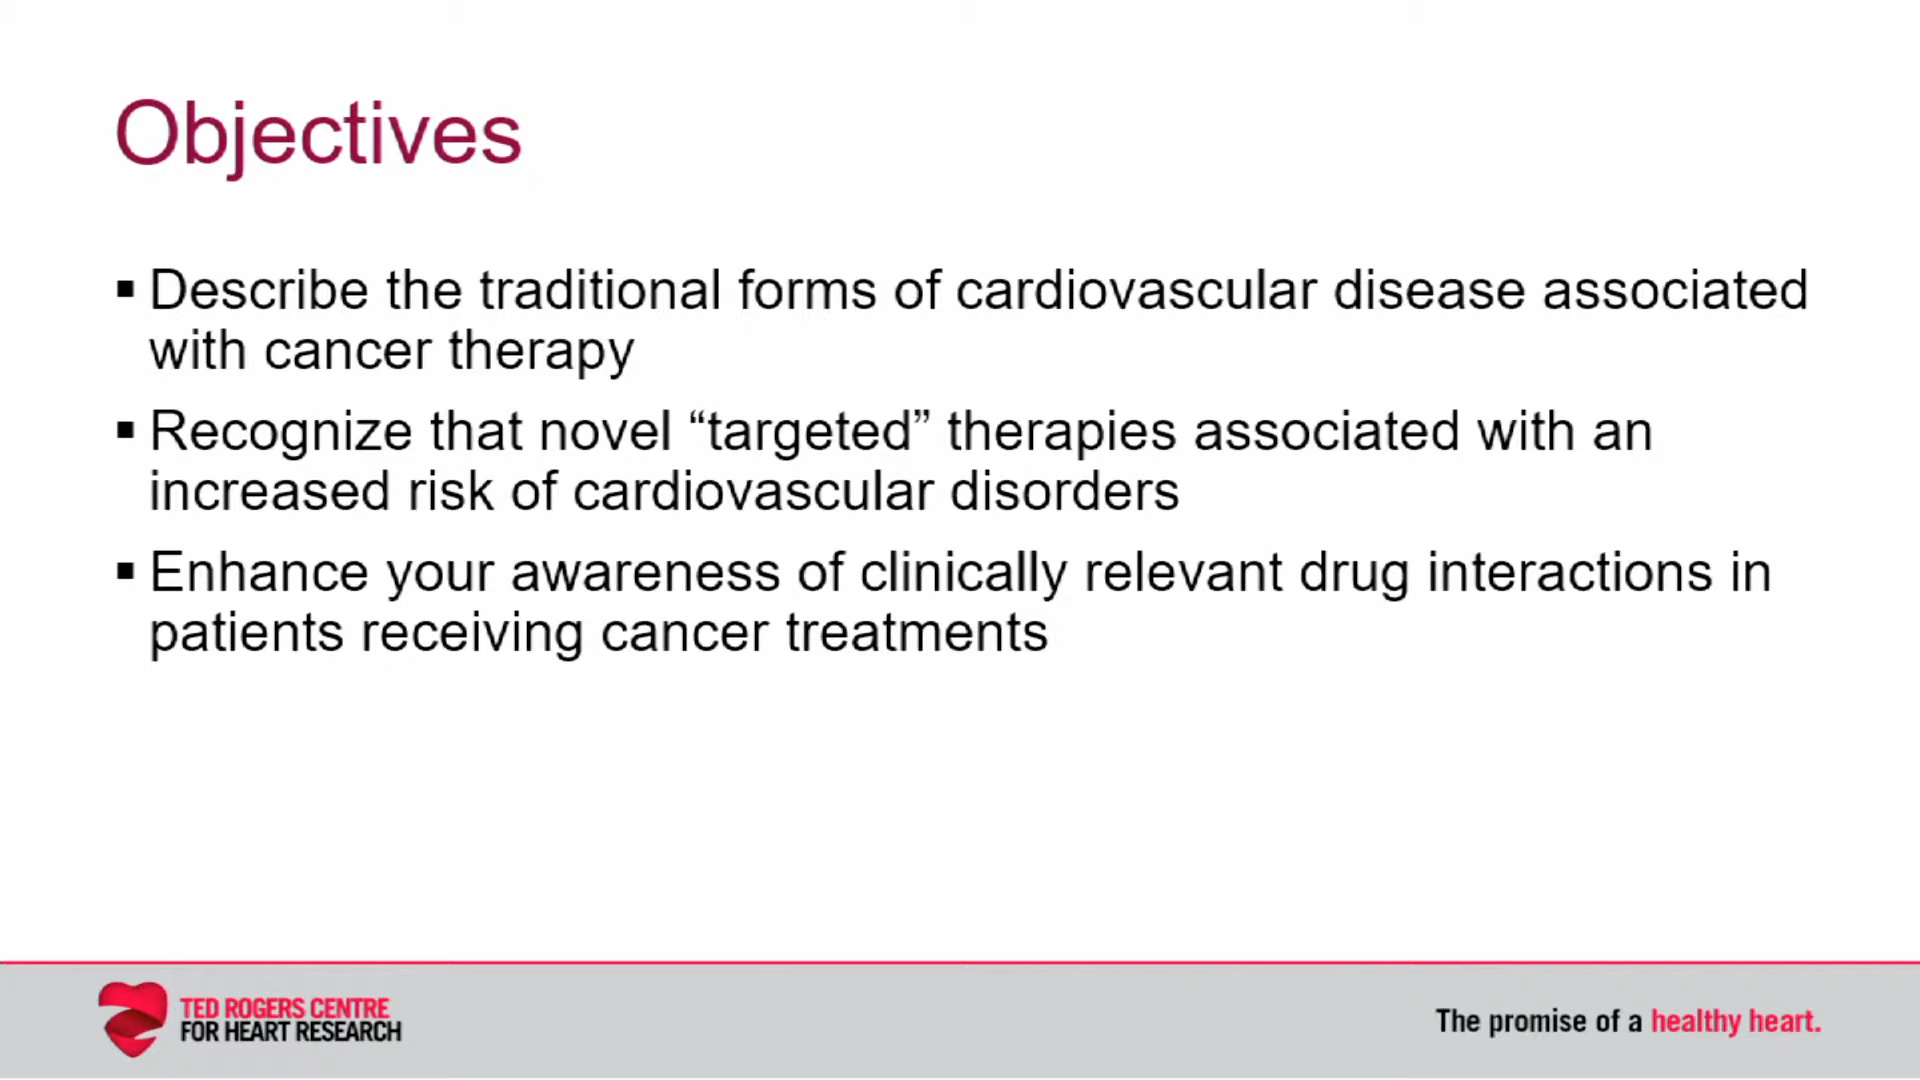 Objectives
▪ Describe the traditional forms of cardiovascular disease associated
with cancer therapy
▪ Recognize that novel “targeted” therapies associated with an
increased risk of cardiovascular disorders
▪ Enhance your awareness of clinically relevant drug interactions in
patients receiving cancer treatments
TED ROGERS CENTRE
FOR HEART RESEARCH
The promise of a healthy heart.